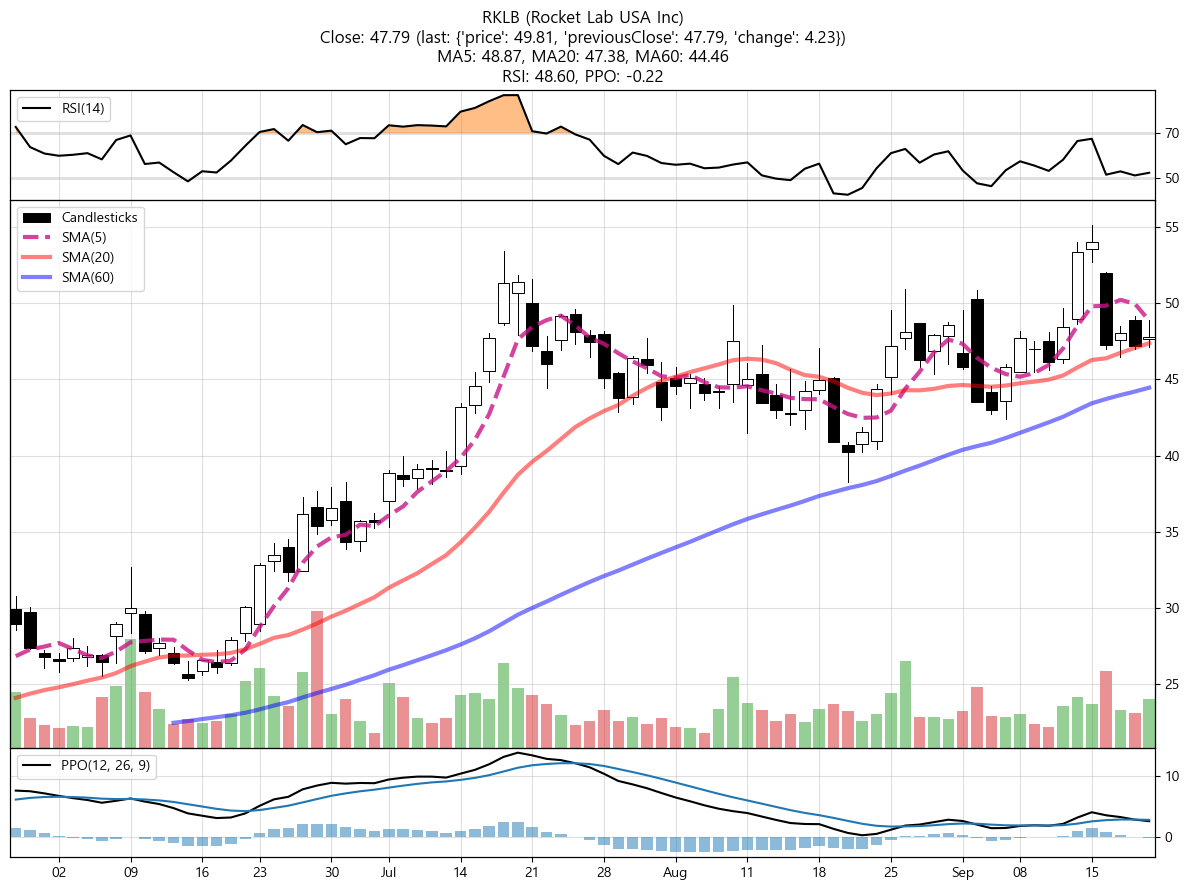 RKLB (Rocket Lab USA Inc)
Close: 47.79 (last: {'price': 49.81, 'previousClose': 47.79, 'change': 4.23})
MA5: 48.87, MA20: 47.38, MA60: 44.46
RSI: 48.60, PPO: -0.22
RSI(14)
70
50
Candlesticks
SMA(5)
SMA(20)
SMA(60)
55
50
45
40
35
30
25
PPO(12, 26, 9)
10
0
02 09 16 23 30 Jul 14 21 28 Aug 11 18 25 Sep 08 15